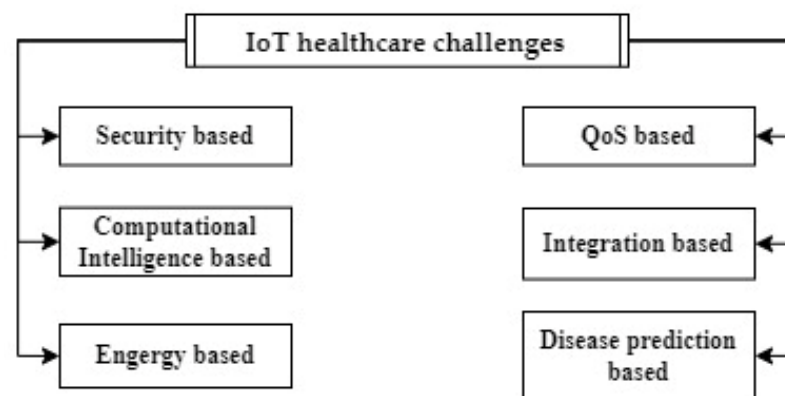 IoT healthcare challenges
Security based
Computational
Intelligence based
Engergy based
QoS based
Integration based
Disease prediction
based